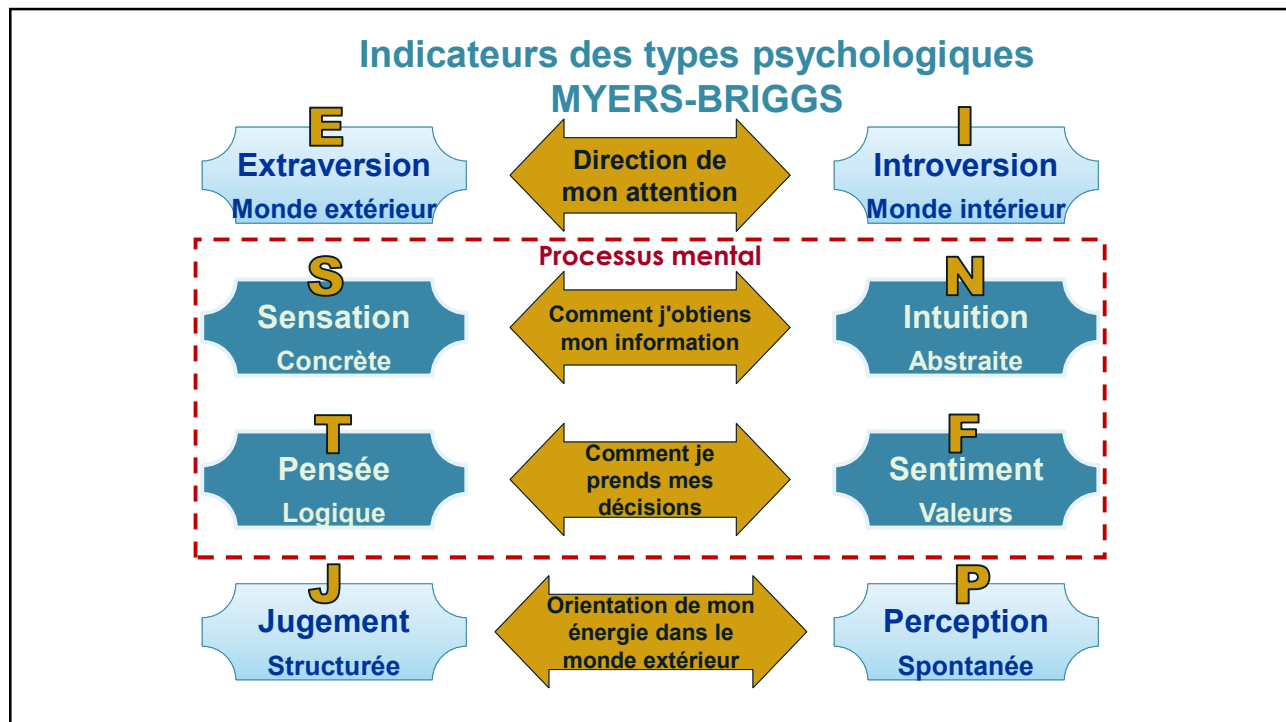 Indicateurs des types psychologiques
MYERS-BRIGGS
E
Extraversion
Monde extérieur
Direction de
mon attention
I
Introversion
Monde intérieur
Processus mental
S
Sensation
Concrète
Comment j'obtiens
mon information
N
Intuition
Abstraite
T
Pensée
Logique
Comment je
prends mes
décisions
F
Sentiment
Valeurs
J
Jugement
Structurée
Orientation de mon
énergie dans le
monde extérieur
P
Perception
Spontanée